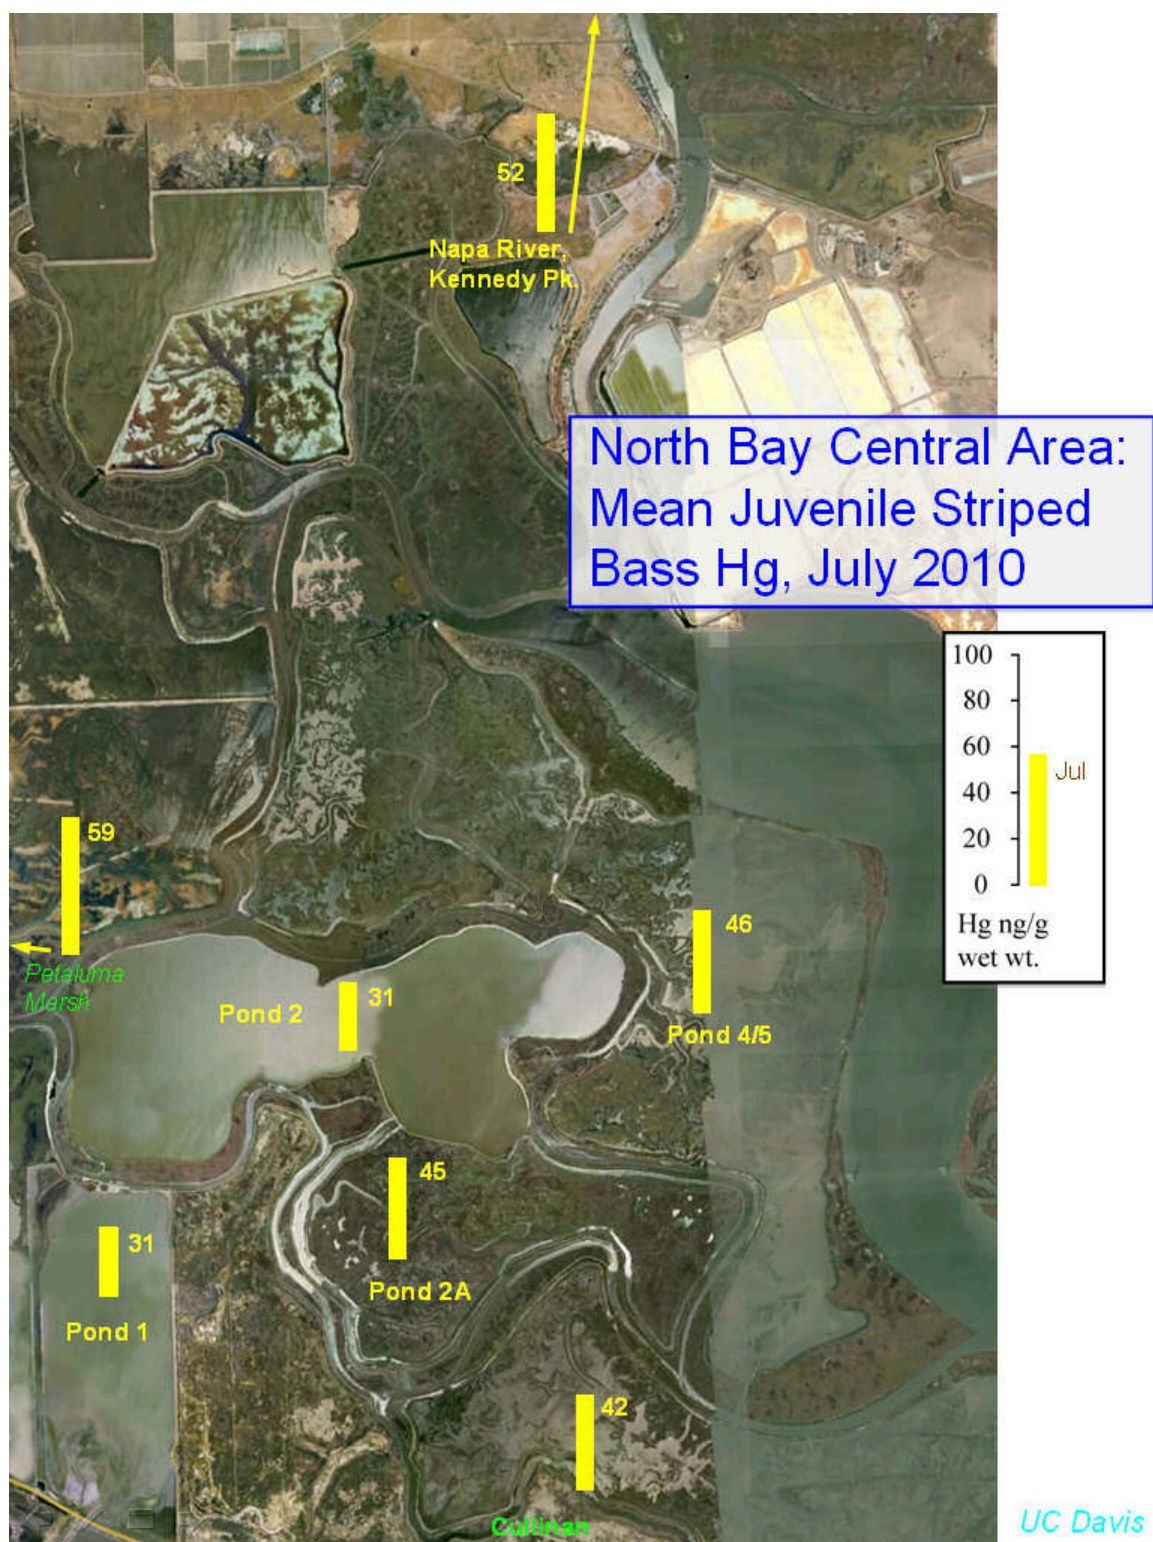 52
Napa River,
Kennedy Pk.
North Bay Central Area:
Mean Juvenile Striped
Bass Hg, July 2010
100
80
60
40
20
0
Jul
Hg ng/g
wet wt.
59
Petaluma
Marsh
Pond 2
31
46
Pond 4/5
45
Pond 2A
31
Pond 1
42
Cullinan
UC Davis